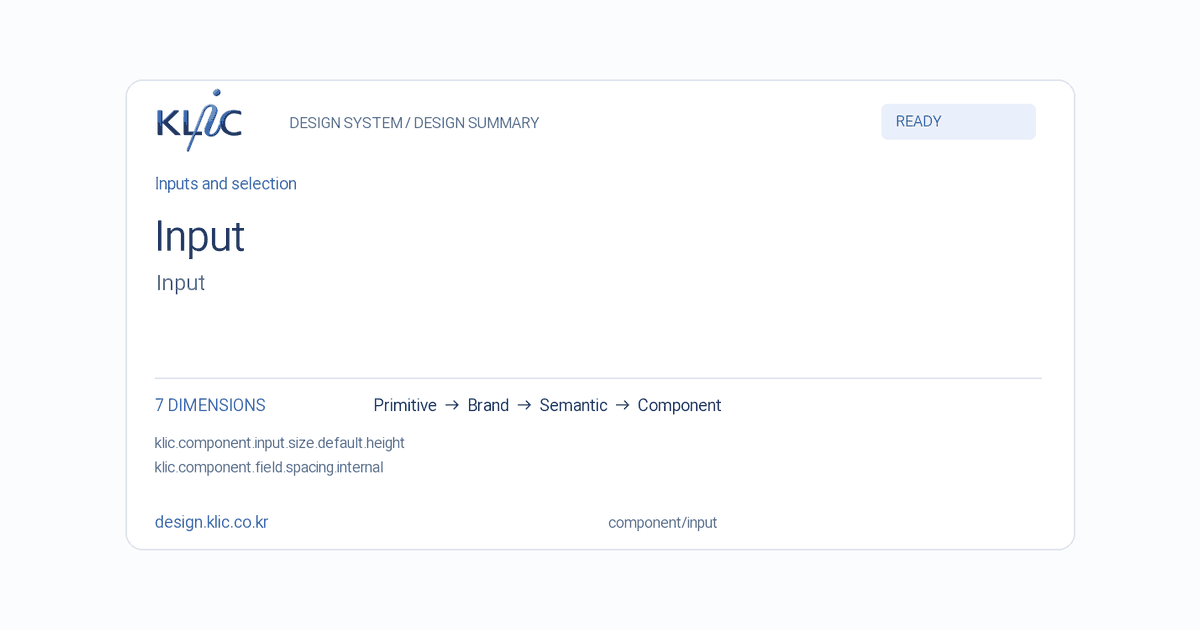 KLiC
DESIGN SYSTEM / DESIGN SUMMARY
READY
Inputs and selection
Input
Input
7 DIMENSIONS
Primitive → Brand → Semantic → Component
klic.component.input.size.default.height
klic.component.field.spacing.internal
design.klic.co.kr
component/input